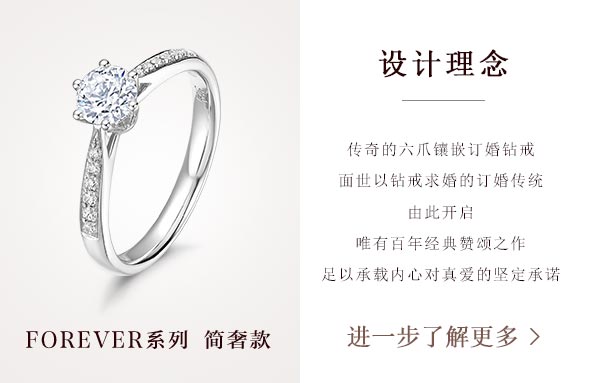 FOREVER系列 简奢款
设计理念
传奇的六爪镶嵌订婚钻戒
面世以钻戒求婚的订婚传统
由此开启
唯有百年经典赞颂之作
足以承载内心对真爱的坚定承诺
进一步了解更多 >